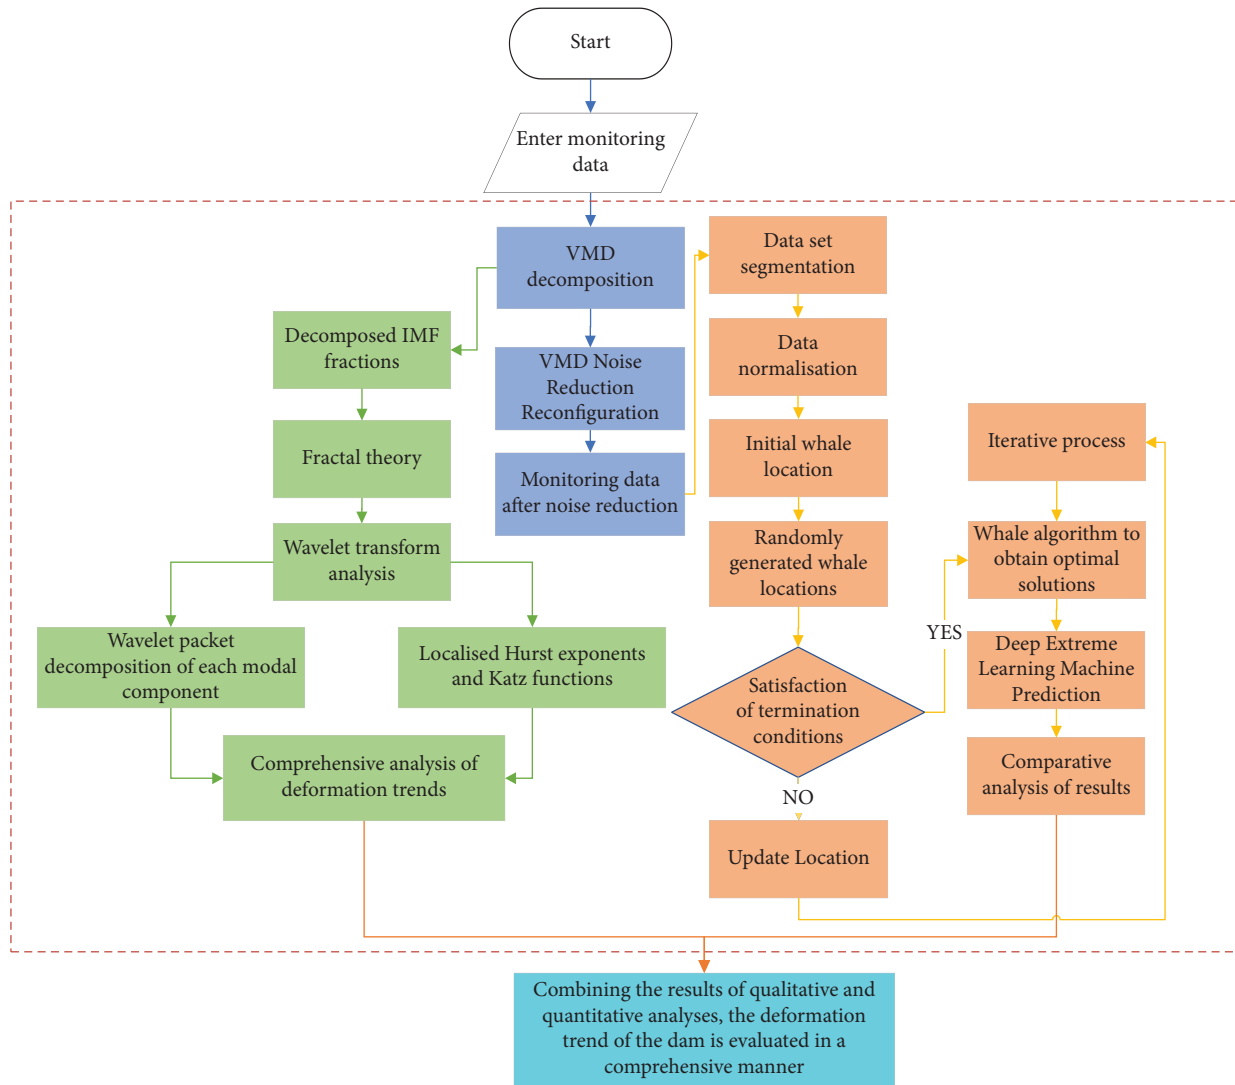 Start
Enter monitoring
data
VMD
decomposition
VMD Noise
Reduction
Reconfiguration
Monitoring data
after noise reduction
Decomposed IMF
fractions
Fractal theory
Wavelet transform
analysis
Wavelet packet
decomposition of each modal
component
Localised Hurst exponents
and Katz functions
Comprehensive analysis of
deformation trends
Data set
segmentation
Data
normalisation
Initial whale
location
Randomly
generated whale
locations
Satisfaction
of termination
conditions
YES
NO
Update Location
Iterative process
Whale algorithm to
obtain optimal
solutions
Deep Extreme
Learning Machine
Prediction
Comparative
analysis of results
Combining the results of qualitative and
quantitative analyses, the deformation
trend of the dam is evaluated in a
comprehensive manner